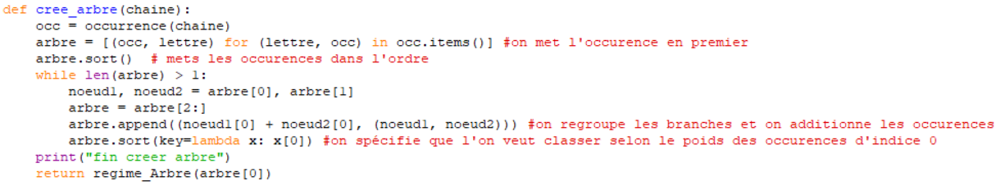 def cree_arbre(chaine):
    occ = occurrence(chaine)
    arbre = [(occ, lettre) for (lettre, occ) in occ.items()] #on met l'occurence en premier
    arbre.sort()  # mets les occurences dans l'ordre
    while len(arbre) > 1:
        noeud1, noeud2 = arbre[0], arbre[1]
        arbre = arbre[2:]
        arbre.append((noeud1[0] + noeud2[0], (noeud1, noeud2))) #on regroupe les branches et on additionne les occurences
        arbre.sort(key=lambda x: x[0]) #on spécifie que l'on veut classer selon le poids des occurences d'indice 0
    print("fin creer arbre")
    return regime_Arbre(arbre[0])